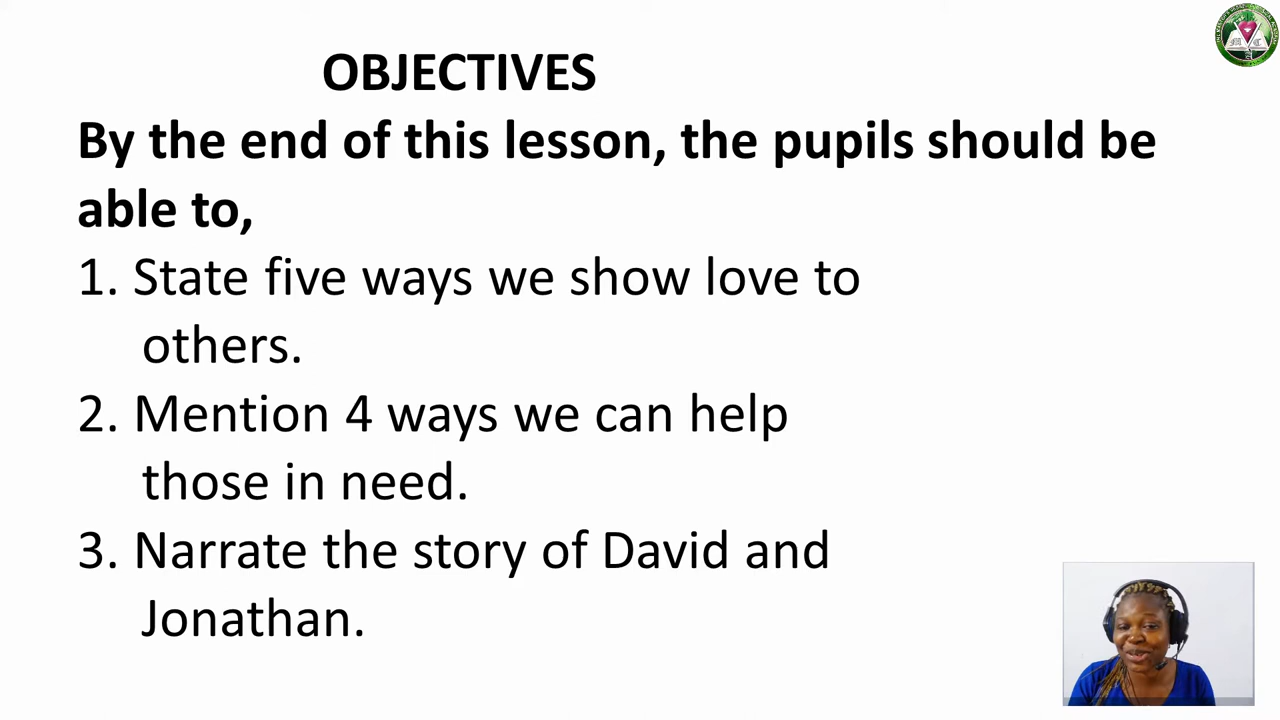 OBJECTIVES
By the end of this lesson, the pupils should be
able to,
1. State five ways we show love to
others.
2. Mention 4 ways we can help
those in need.
3. Narrate the story of David and
Jonathan.